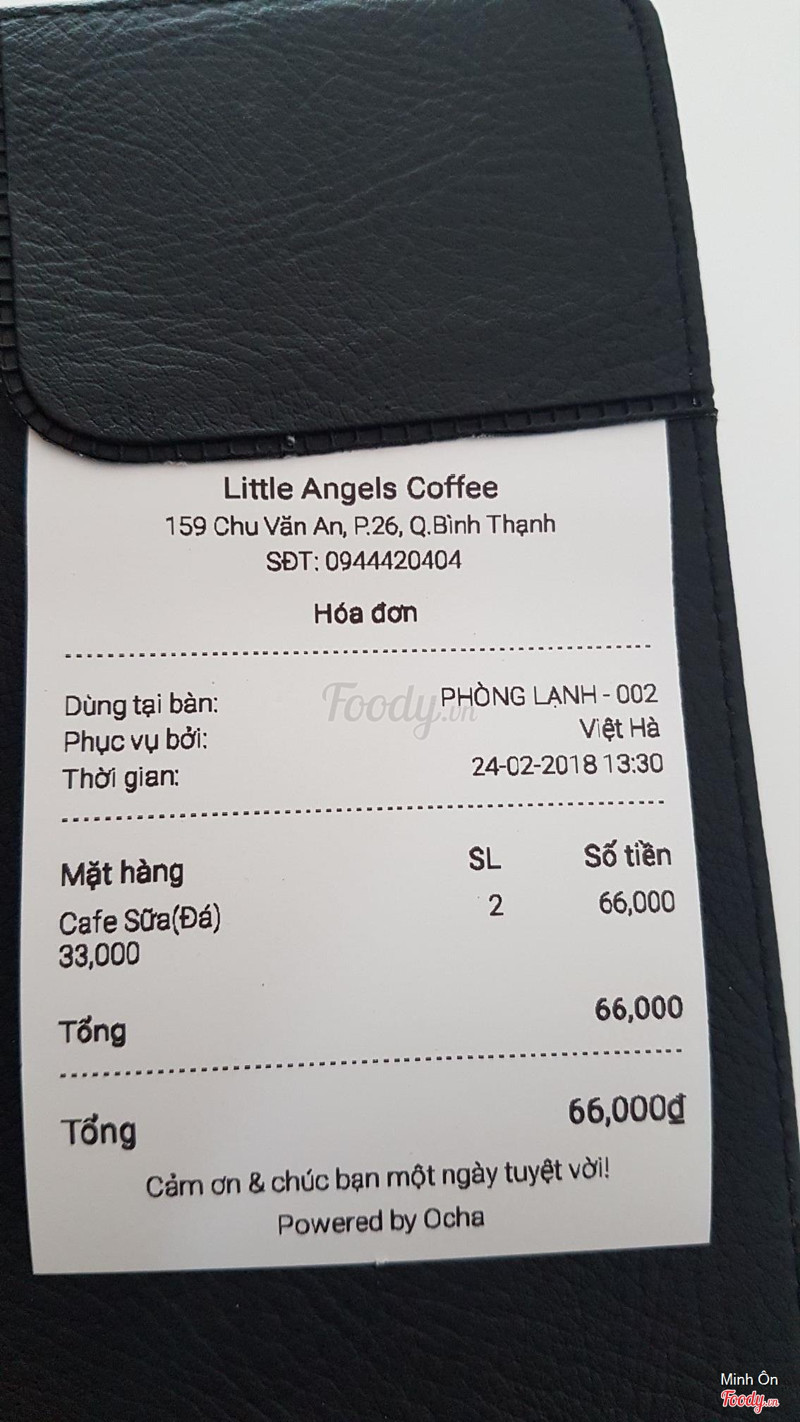 Little Angels Coffee
159 Chu Văn An, P.26, Q.Bình Thạnh
SĐT: 0944420404
Hóa đơn
Dùng tại bàn: PHÒNG LẠNH - 002
Phục vụ bởi: Việt Hà
Thời gian: 24-02-2018 13:30
Foody.vn
Mặt hàng SL Số tiền
Cafe Sữa(Đá) 2 66,000
33,000
Tổng 66,000
Tổng 66,000₫
Cảm ơn & chúc bạn một ngày tuyệt vời!
Powered by Ocha
Minh Ôn
Foody.vn